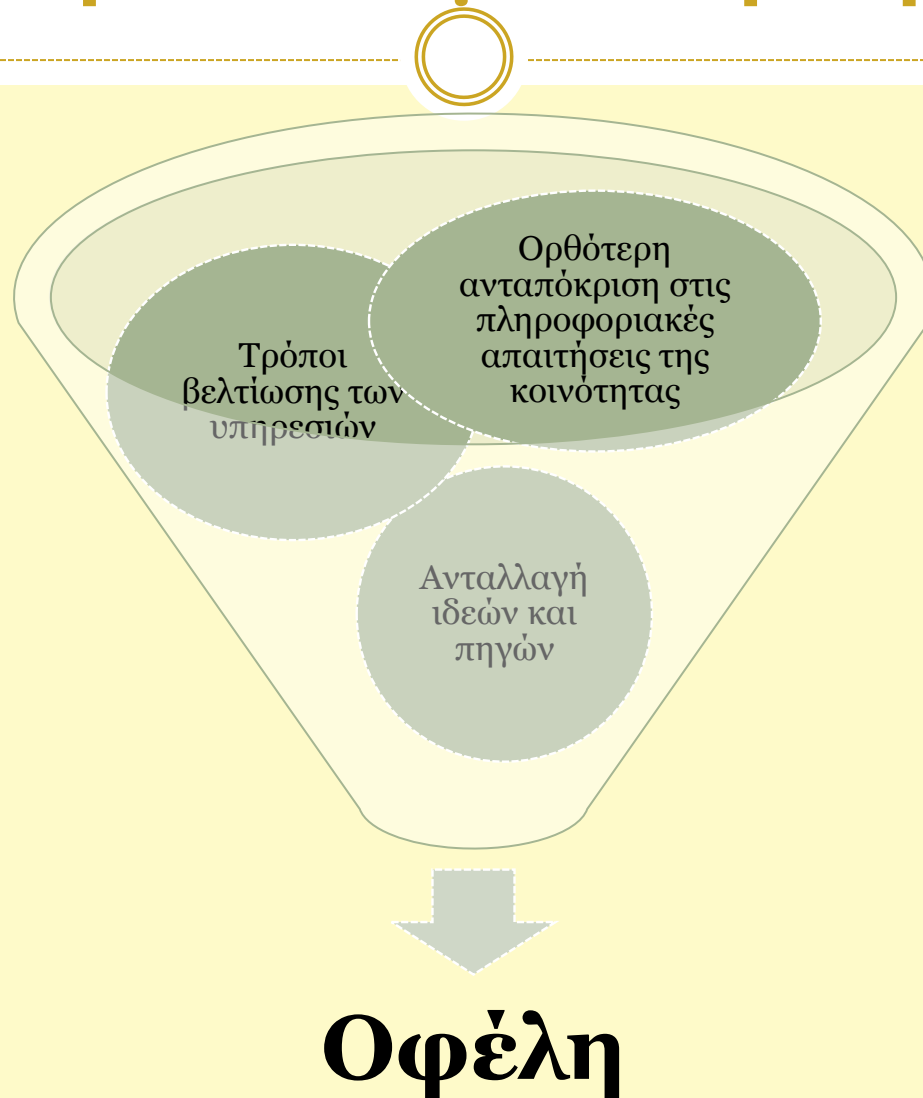 Ορθότερη
ανταπόκριση στις
πληροφοριακές
απαιτήσεις της
κοινότητας
Τρόποι
βελτίωσης των
υπηρεσιών
Ανταλλαγή
ιδεών και
πηγών
Οφέλη